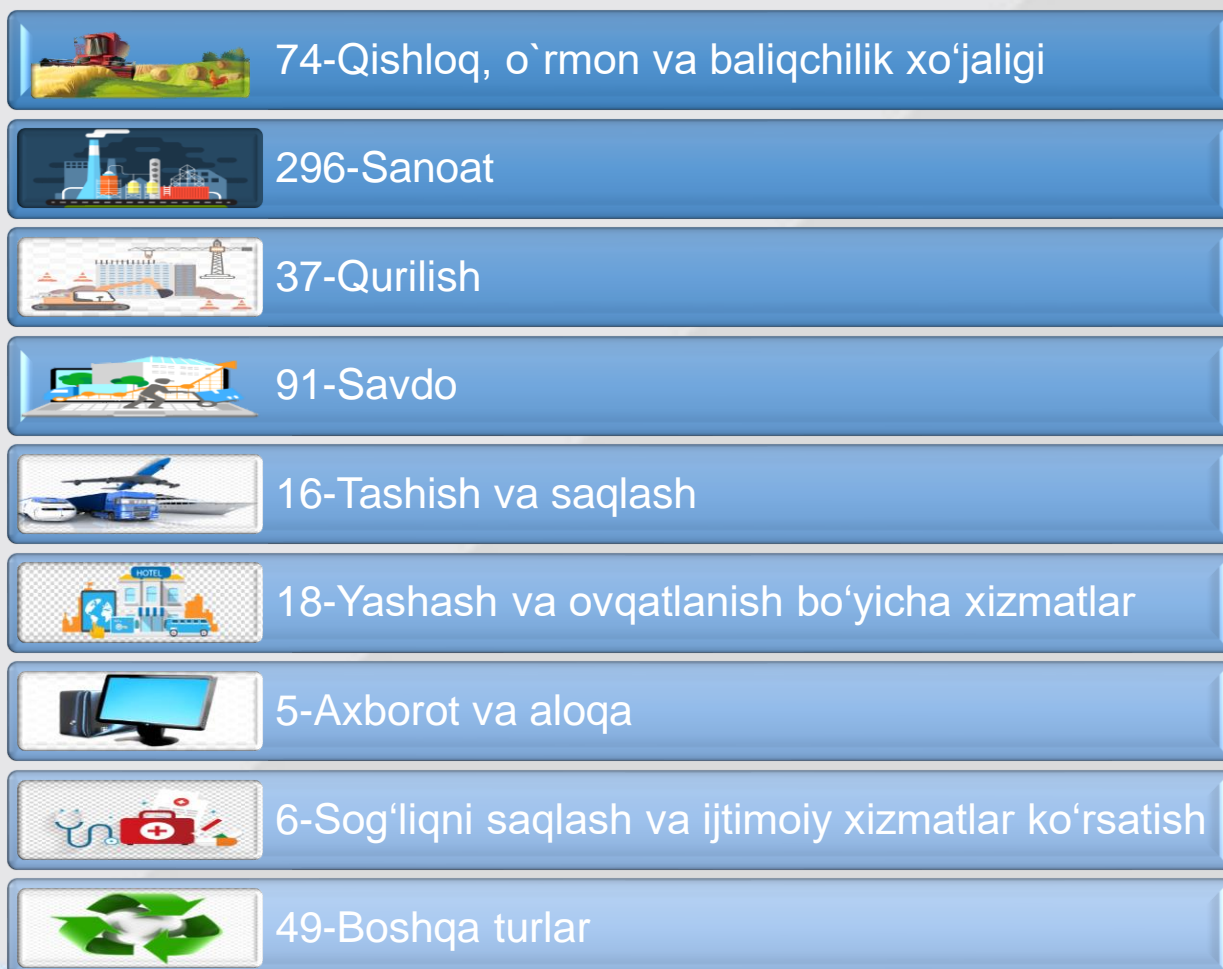 74-Qishloq, o`rmon va baliqchilik xo‘jaligi
296-Sanoat
37-Qurilish
91-Savdo
16-Tashish va saqlash
HOTEL
18-Yashash va ovqatlanish bo‘yicha xizmatlar
5-Axborot va aloqa
6-Sog‘liqni saqlash va ijtimoiy xizmatlar ko‘rsatish
49-Boshqa turlar